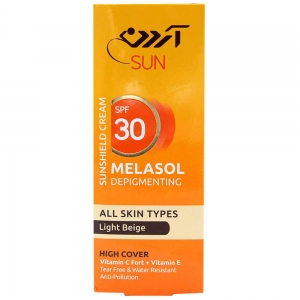 آردن
SUN
SUNSHIELD CREAM
SPF
30
MELASOL
DEPIGMENTING
ALL SKIN TYPES
Light Beige
HIGH COVER
Vitamin C Fort + Vitamin E
Tear Free & Water Resistant
Anti-Pollution